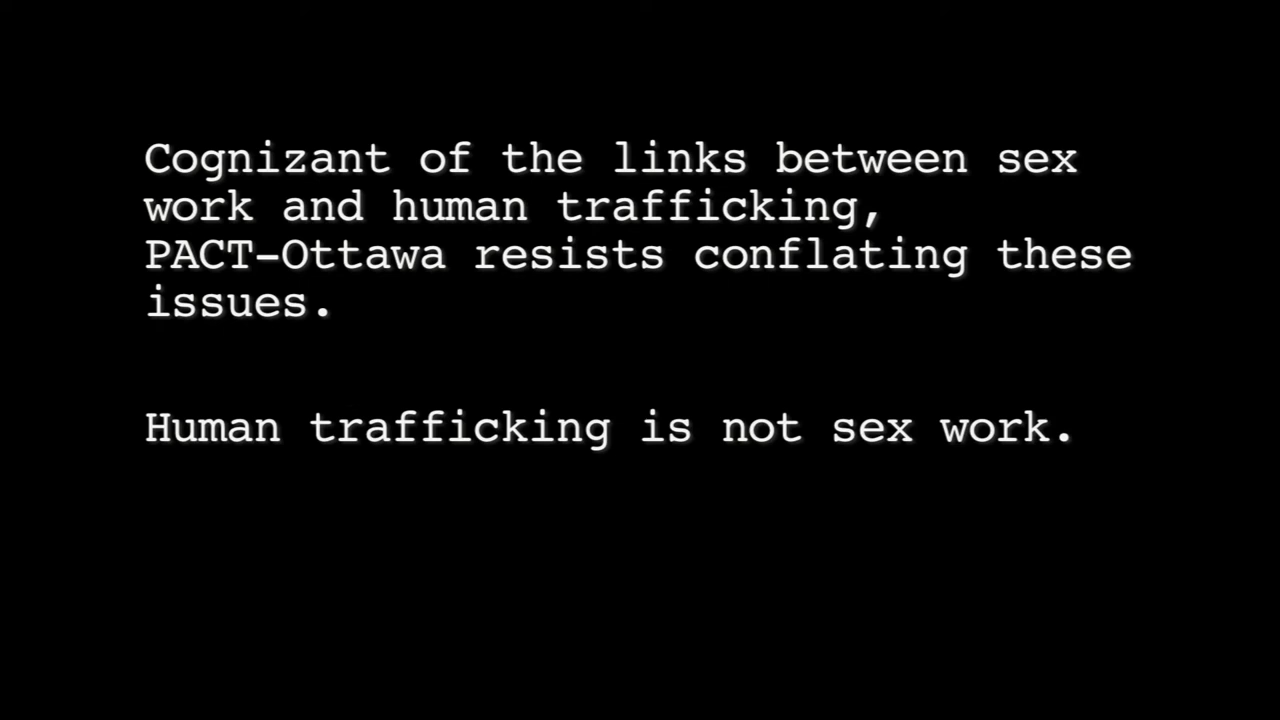 Cognizant of the links between sex
work and human trafficking,
PACT-Ottawa resists conflating these
issues.
Human trafficking is not sex work.